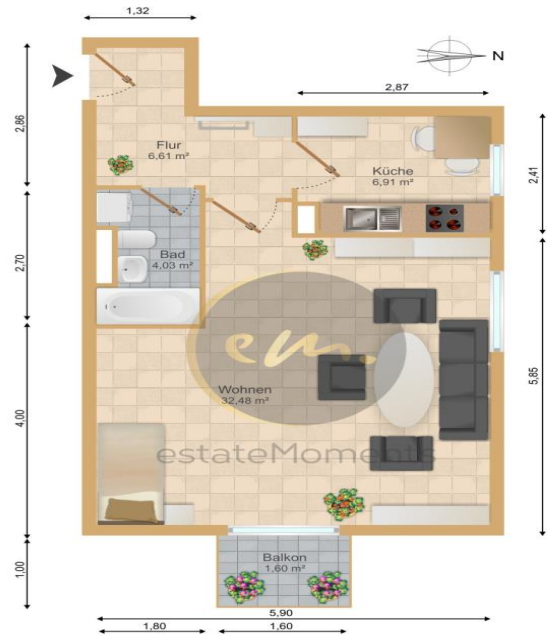 1,32
N
2,87
2,86
Flur
6,61 m²
Küche
6,91 m²
2,41
2,70
Bad
4,03 m²
em.
5,85
4,00
Wohnen
32,48 m²
estateMoments
1,00
Balkon
1,60 m²
5,90
1,80
1,60